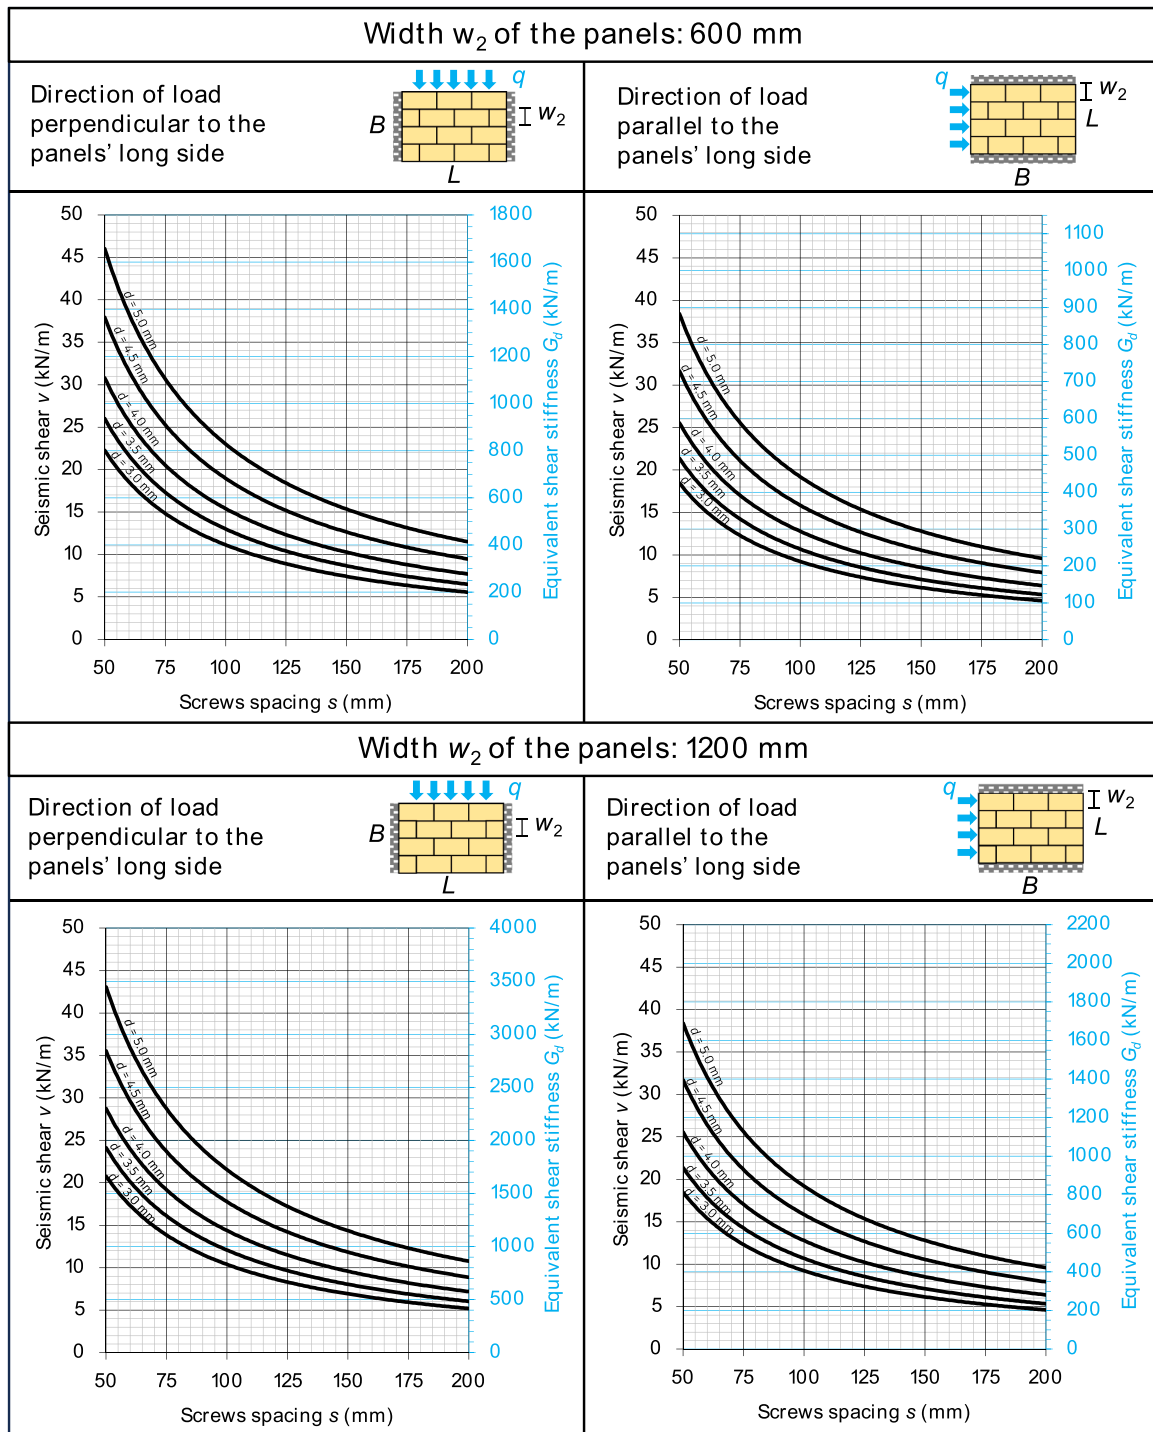 Width w2 of the panels: 600 mm
Direction of load
perpendicular to the
panels' long side
q
B
w2
L
Direction of load
parallel to the
panels' long side
q
w2
L
B
50
45
40
35
30
25
20
15
10
5
0
Seismic shear v (kN/m)
d = 5.0 mm
d = 4.5 mm
d = 4.0 mm
d = 3.5 mm
d = 3.0 mm
1800
1600
1400
1200
1000
800
600
400
200
0
Equivalent shear stiffness Gd (kN/m)
50 75 100 125 150 175 200
Screws spacing s (mm)
50
45
40
35
30
25
20
15
10
5
0
Seismic shear v (kN/m)
d = 5.0 mm
d = 4.5 mm
d = 4.0 mm
d = 3.5 mm
d = 3.0 mm
1100
1000
900
800
700
600
500
400
300
200
100
0
Equivalent shear stiffness Gd (kN/m)
50 75 100 125 150 175 200
Screws spacing s (mm)
Width w2 of the panels: 1200 mm
Direction of load
perpendicular to the
panels' long side
q
B
w2
L
Direction of load
parallel to the
panels' long side
q
w2
L
B
50
45
40
35
30
25
20
15
10
5
0
Seismic shear v (kN/m)
d = 5.0 mm
d = 4.5 mm
d = 4.0 mm
d = 3.5 mm
d = 3.0 mm
4000
3500
3000
2500
2000
1500
1000
500
0
Equivalent shear stiffness Gd (kN/m)
50 75 100 125 150 175 200
Screws spacing s (mm)
50
45
40
35
30
25
20
15
10
5
0
Seismic shear v (kN/m)
d = 5.0 mm
d = 4.5 mm
d = 4.0 mm
d = 3.5 mm
d = 3.0 mm
2200
2000
1800
1600
1400
1200
1000
800
600
400
200
0
Equivalent shear stiffness Gd (kN/m)
50 75 100 125 150 175 200
Screws spacing s (mm)